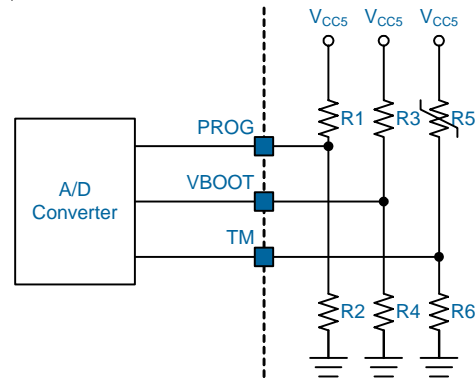 VCC5 VCC5 VCC5
R1 R3 R5
PROG
VBOOT
A/D
Converter
TM
R2 R4 R6